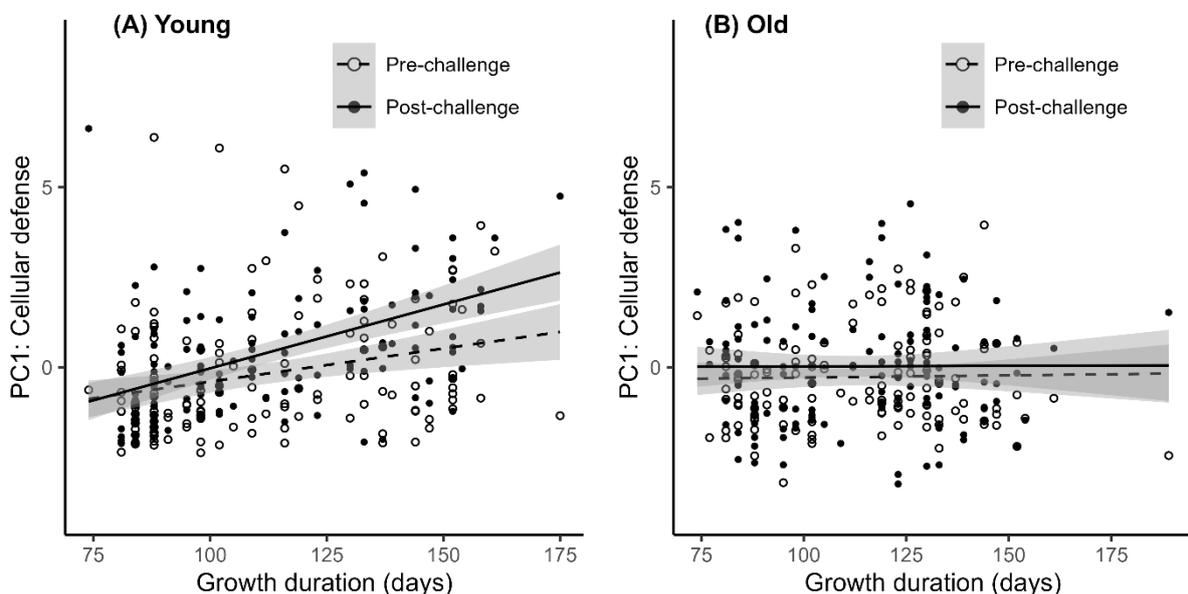 (A) Young
Pre-challenge
Post-challenge
PC1: Cellular defense
5
0
75
100
125
150
175
Growth duration (days)
(B) Old
Pre-challenge
Post-challenge
PC1: Cellular defense
5
0
75
100
125
150
175
Growth duration (days)